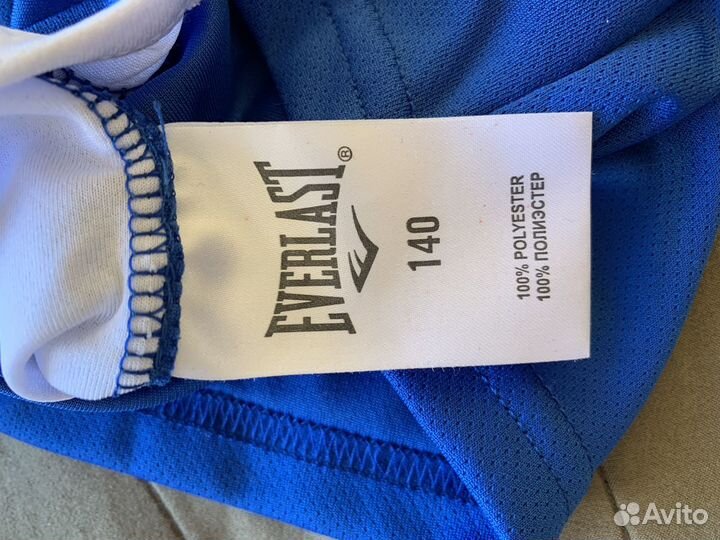 EVERLAST®
140
100% POLYESTER
100% ПОЛИЭСТЕР
Avito